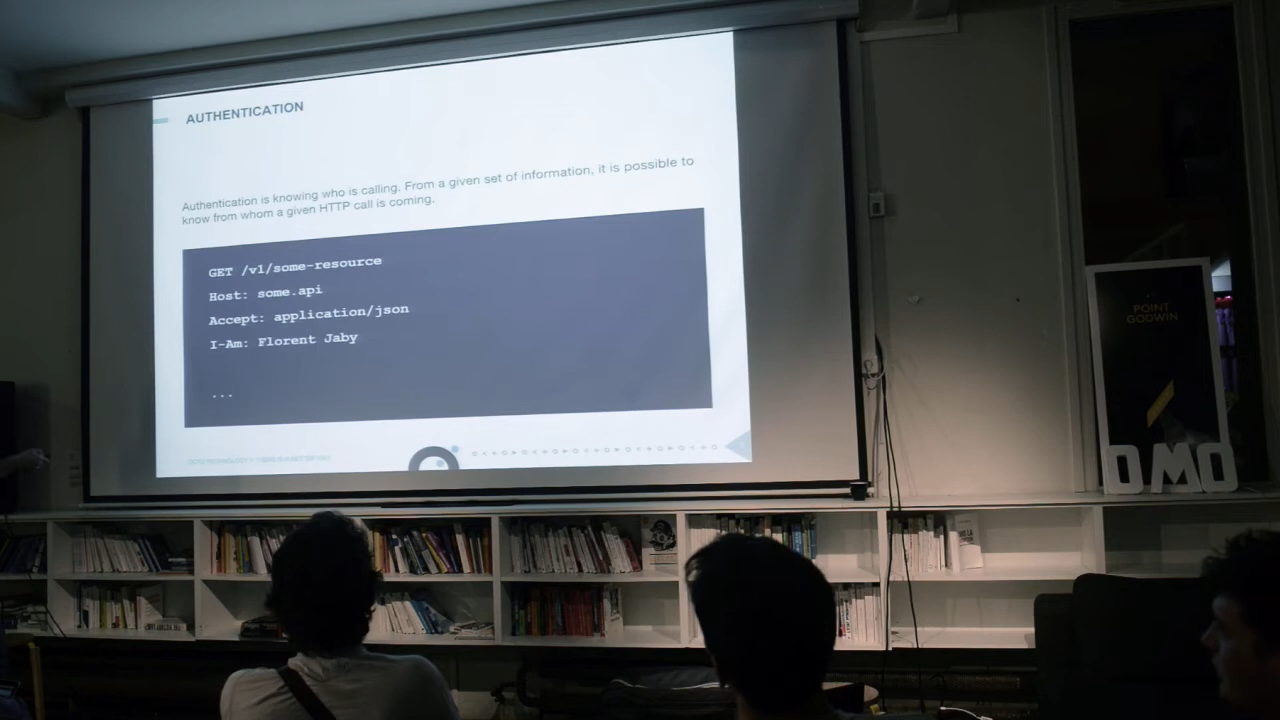 AUTHENTICATION
Authentication is knowing who is calling. From a given set of information, it is possible to
know from whom a given HTTP call is coming.
GET /v1/some-resource
Host: some.api
Accept: application/json
I-Am: Florent Jaby
...
POINT
GODWIN
OMO